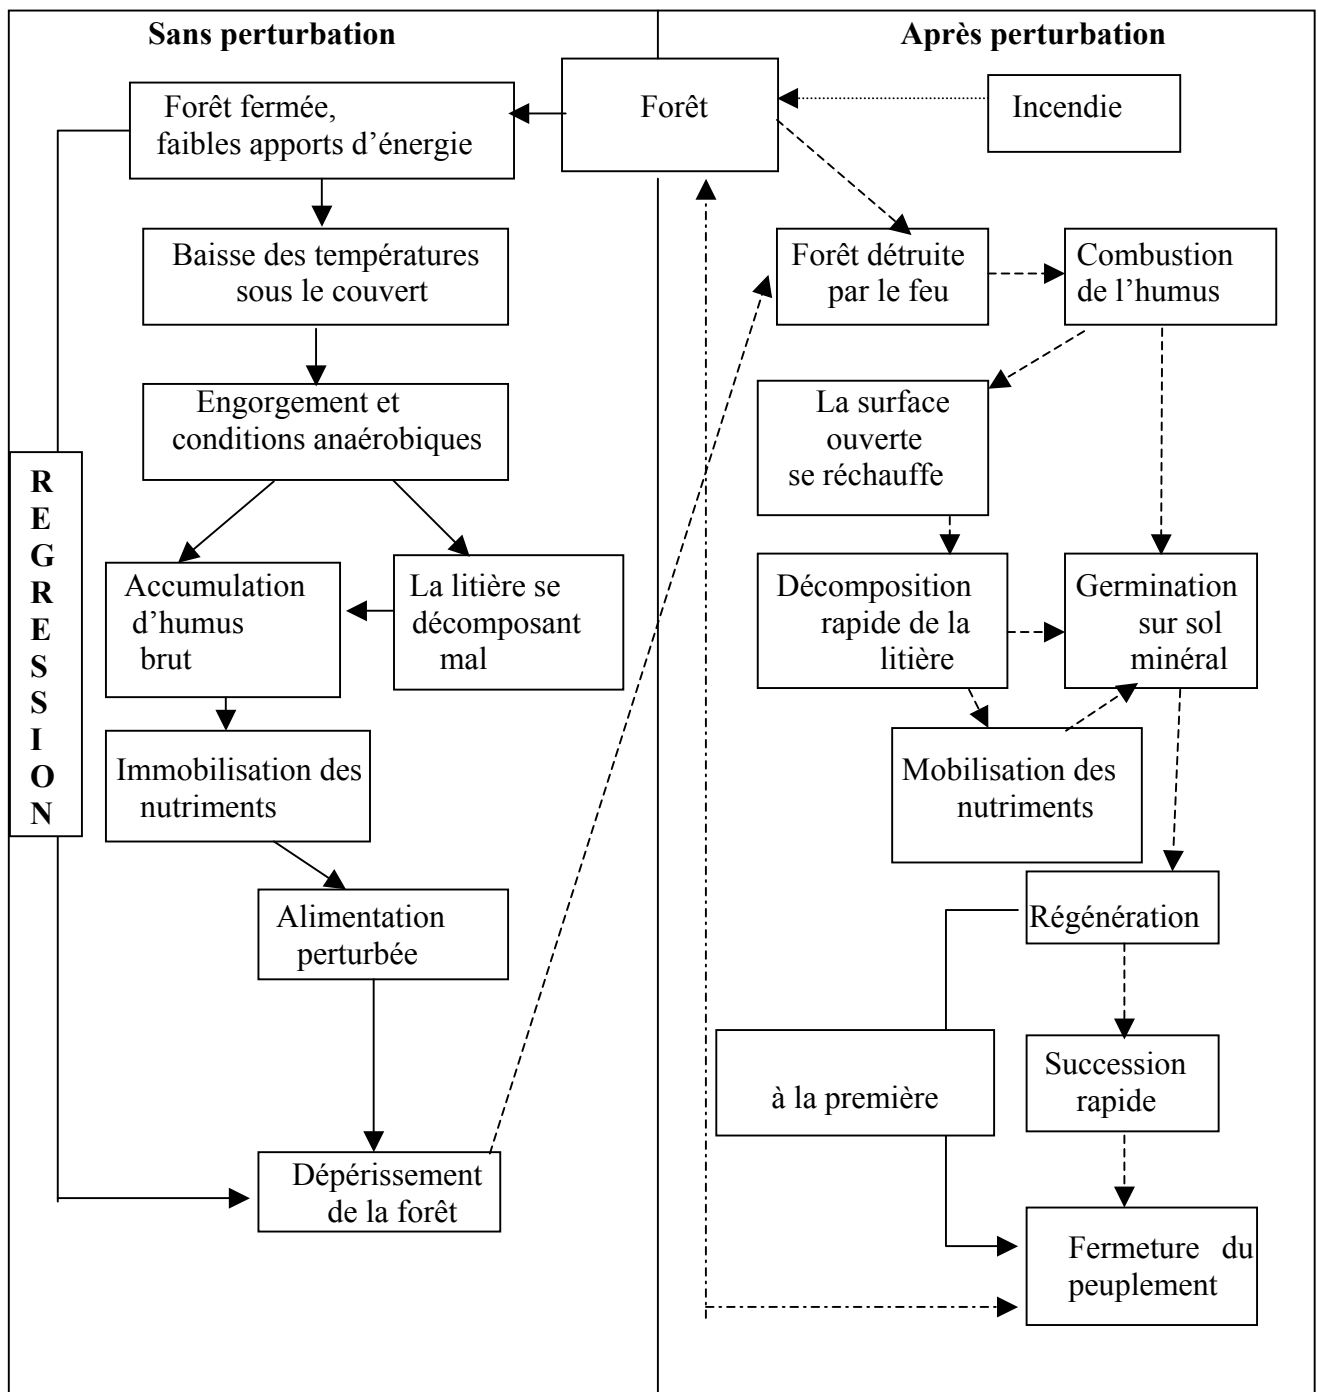 Sans perturbation
Après perturbation
Forêt
Incendie
Forêt fermée,
faibles apports d’énergie
Baisse des températures
sous le couvert
Engorgement et
conditions anaérobiques
Accumulation
d’humus
brut
La litière se
décomposant
mal
Immobilisation des
nutriments
Alimentation
perturbée
Dépérissement
de la forêt
R
E
G
R
E
S
S
I
O
N
Forêt détruite
par le feu
Combustion
de l’humus
La surface
ouverte
se réchauffe
Décomposition
rapide de la
litière
Germination
sur sol
minéral
Mobilisation des
nutriments
Régénération
à la première
Succession
rapide
Fermeture du
peuplement